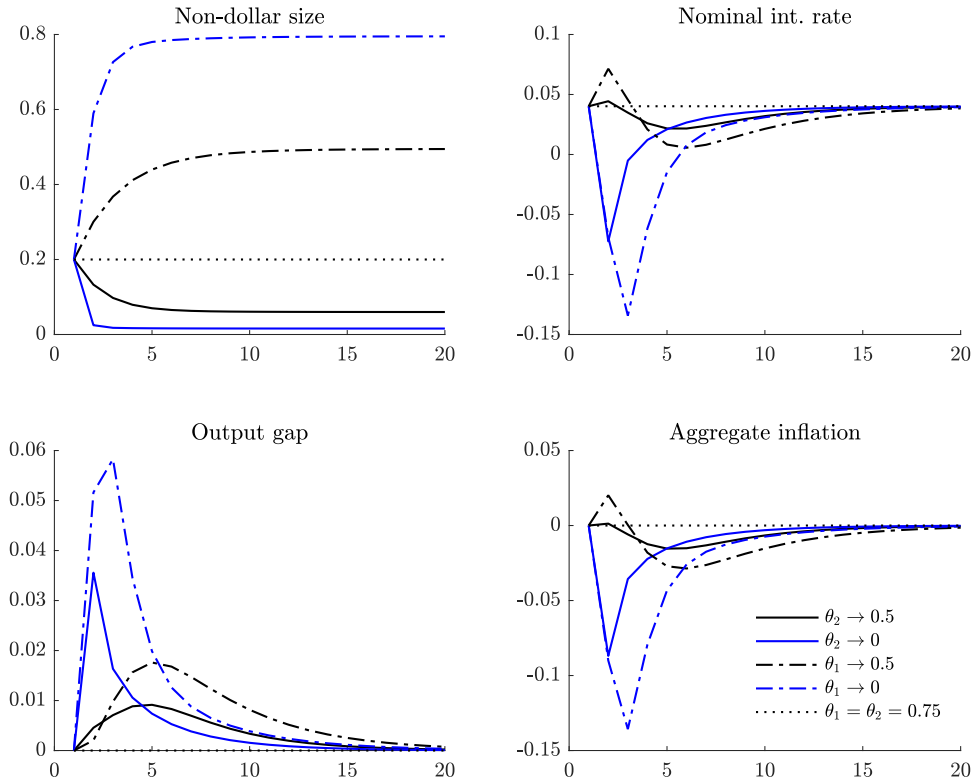 Non-dollar size
0.8
0.6
0.4
0.2
0
0 5 10 15 20
Nominal int. rate
0.1
0.05
0
-0.05
-0.1
-0.15
0 5 10 15 20
Output gap
0.06
0.05
0.04
0.03
0.02
0.01
0
0 5 10 15 20
Aggregate inflation
0.05
0
-0.05
-0.1
-0.15
0 5 10 15 20
θ₂ → 0.5
θ₂ → 0
θ₁ → 0.5
θ₁ → 0
θ₁ = θ₂ = 0.75